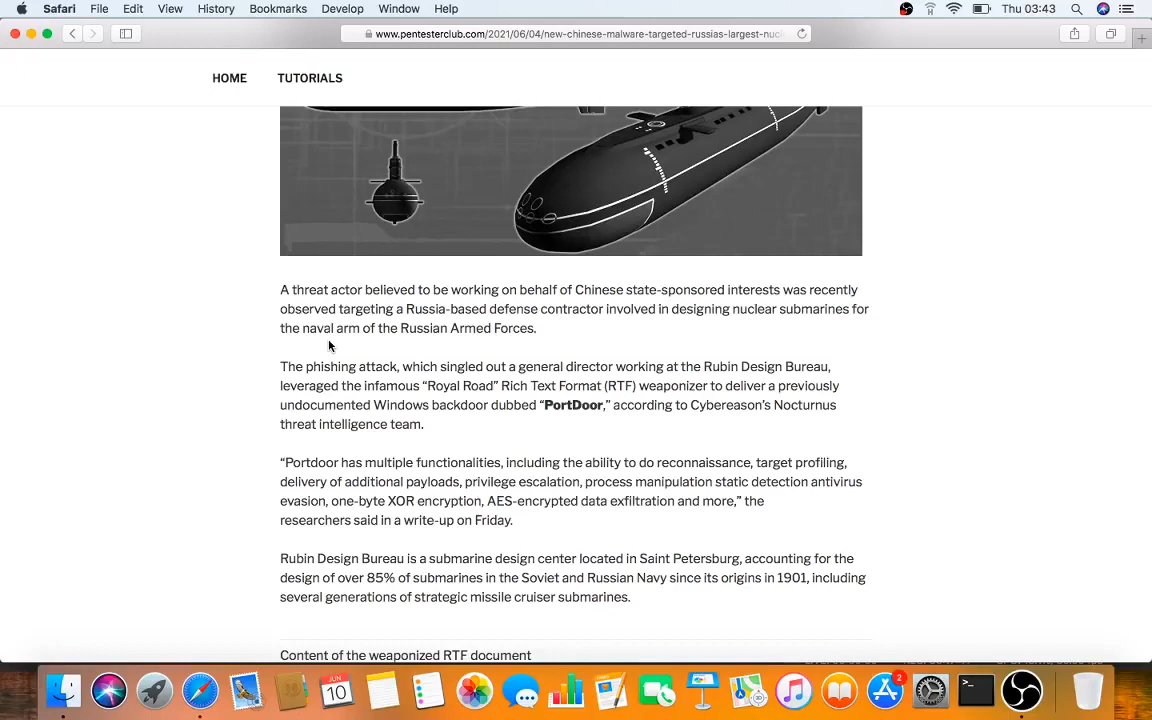 Safari File Edit View History Bookmarks Develop Window Help Thu 03:43
www.pentesterclub.com/2021/06/04/new-chinese-malware-targeted-russias-largest-nucl
HOME TUTORIALS
A threat actor believed to be working on behalf of Chinese state-sponsored interests was recently
observed targeting a Russia-based defense contractor involved in designing nuclear submarines for
the naval arm of the Russian Armed Forces.
The phishing attack, which singled out a general director working at the Rubin Design Bureau,
leveraged the infamous “Royal Road” Rich Text Format (RTF) weaponizer to deliver a previously
undocumented Windows backdoor dubbed “PortDoor,” according to Cybereason’s Nocturnus
threat intelligence team.
“Portdoor has multiple functionalities, including the ability to do reconnaissance, target profiling,
delivery of additional payloads, privilege escalation, process manipulation static detection antivirus
evasion, one-byte XOR encryption, AES-encrypted data exfiltration and more,” the
researchers said in a write-up on Friday.
Rubin Design Bureau is a submarine design center located in Saint Petersburg, accounting for the
design of over 85% of submarines in the Soviet and Russian Navy since its origins in 1901, including
several generations of strategic missile cruiser submarines.
Content of the weaponized RTF document
JUN
10
2